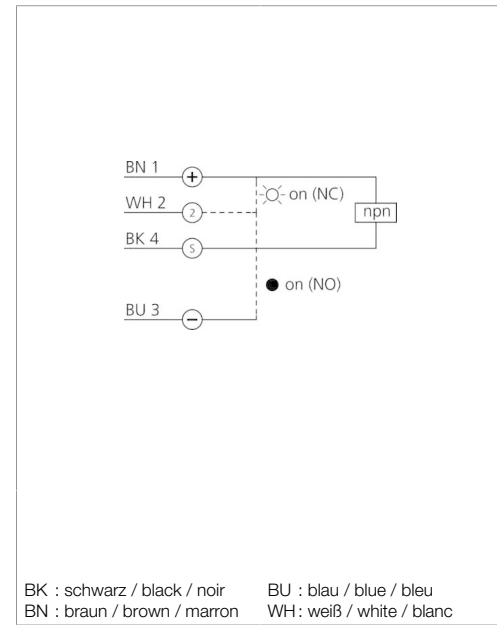 BN 1
+
on (NC)
WH 2
2
npn
BK 4
S
on (NO)
BU 3
−
BK : schwarz / black / noir
BU : blau / blue / bleu
BN : braun / brown / marron
WH : weiß / white / blanc